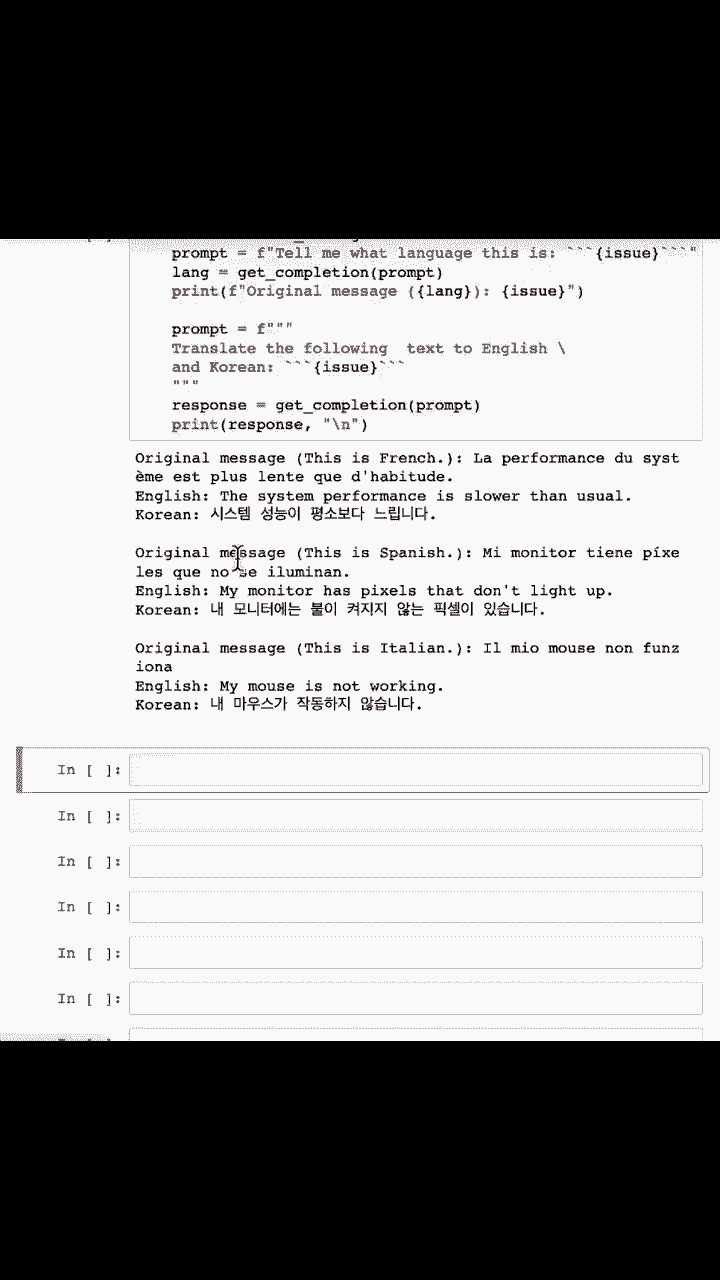 prompt = f"Tell me what language this is: ```{issue}```"
lang = get_completion(prompt)
print(f"Original message ({lang}): {issue}")
prompt = f"""
Translate the following  text to English \
and Korean: ```{issue}```
"""
response = get_completion(prompt)
print(response, "\n")
Original message (This is French.): La performance du syst
ème est plus lente que d'habitude.
English: The system performance is slower than usual.
Korean: 시스템 성능이 평소보다 느립니다.
Original message (This is Spanish.): Mi monitor tiene píxe
les que no se iluminan.
English: My monitor has pixels that don't light up.
Korean: 내 모니터에는 불이 켜지지 않는 픽셀이 있습니다.
Original message (This is Italian.): Il mio mouse non funz
iona
English: My mouse is not working.
Korean: 내 마우스가 작동하지 않습니다.
In [ ]:
In [ ]:
In [ ]:
In [ ]:
In [ ]:
In [ ]: